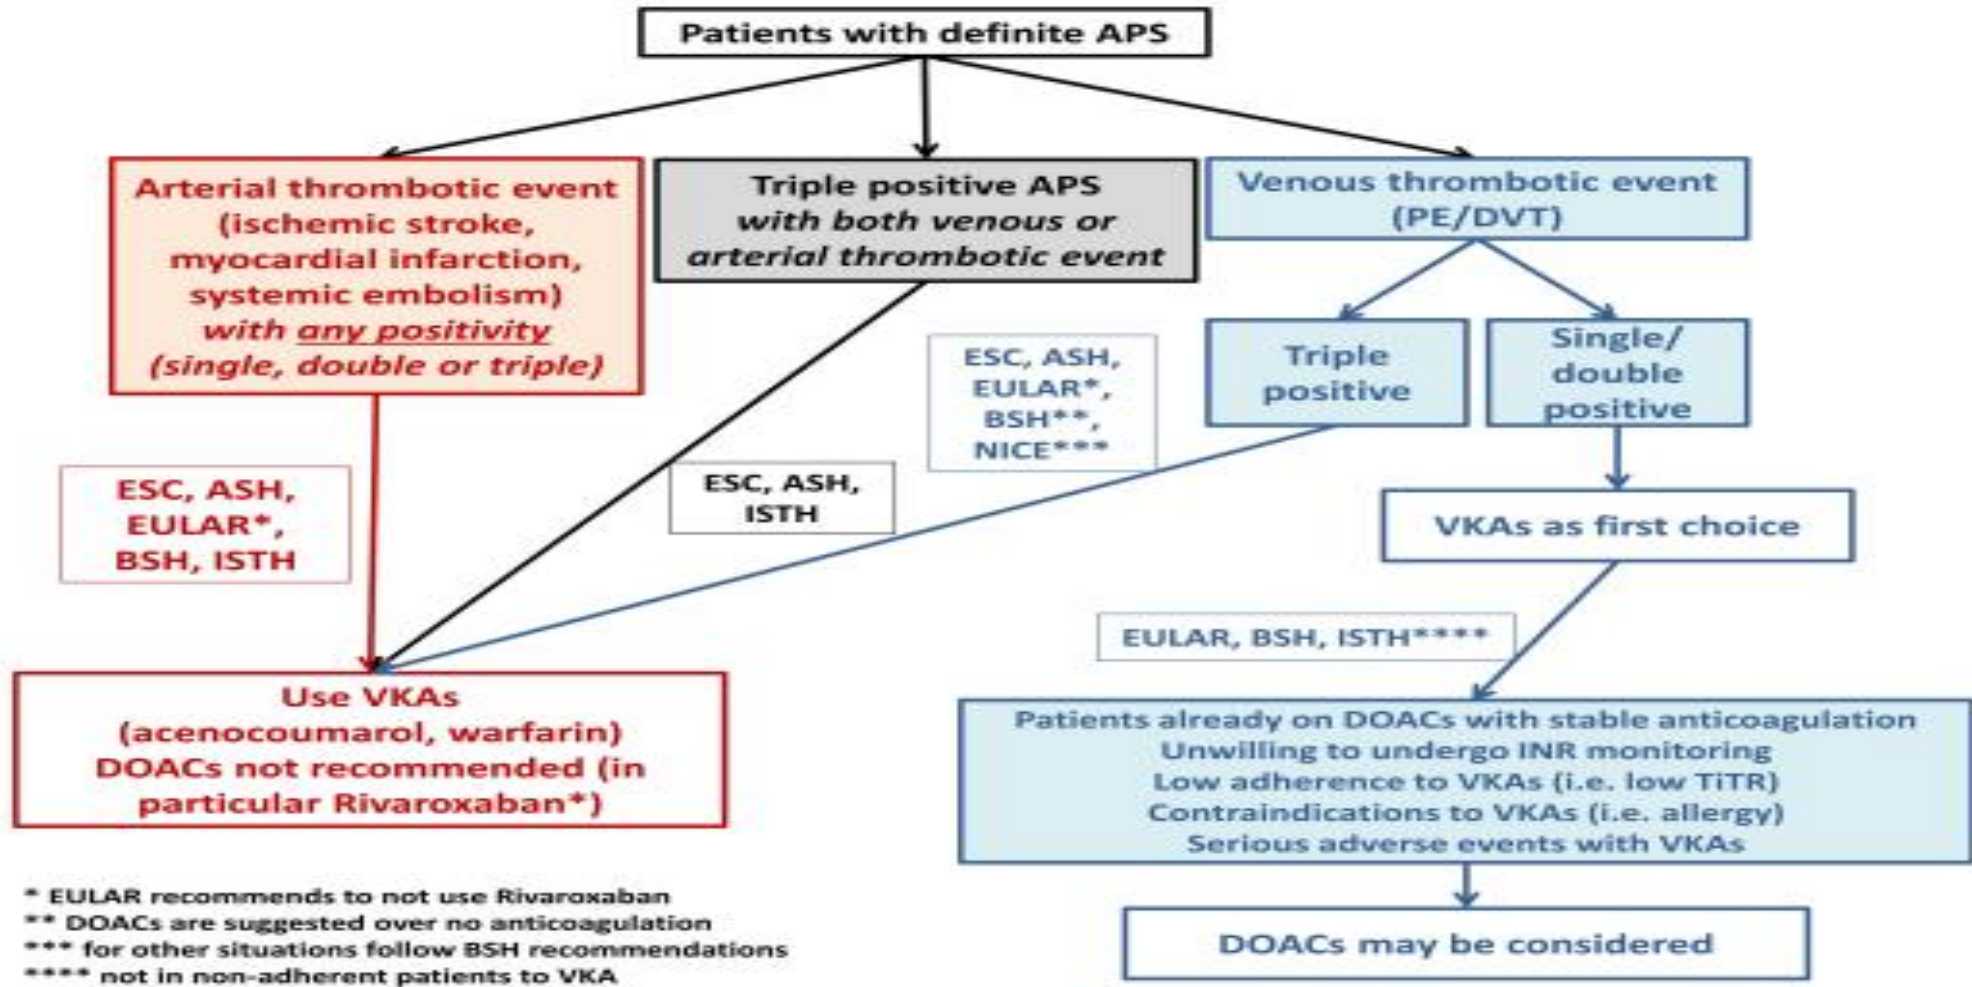 Patients with definite APS
Arterial thrombotic event
(ischemic stroke,
myocardial infarction,
systemic embolism)
with any positivity
(single, double or triple)
Triple positive APS
with both venous or
arterial thrombotic event
Venous thrombotic event
(PE/DVT)
Triple
positive
Single/
double
positive
ESC, ASH,
EULAR*,
BSH**,
NICE***
ESC, ASH,
ISTH
ESC, ASH,
EULAR*,
BSH, ISTH
VKAs as first choice
EULAR, BSH, ISTH****
Use VKAs
(acenocoumarol, warfarin)
DOACs not recommended (in
particular Rivaroxaban*)
Patients already on DOACs with stable anticoagulation
Unwilling to undergo INR monitoring
Low adherence to VKAs (i.e. low TiTR)
Contraindications to VKAs (i.e. allergy)
Serious adverse events with VKAs
DOACs may be considered
* EULAR recommends to not use Rivaroxaban
** DOACs are suggested over no anticoagulation
*** for other situations follow BSH recommendations
**** not in non-adherent patients to VKA